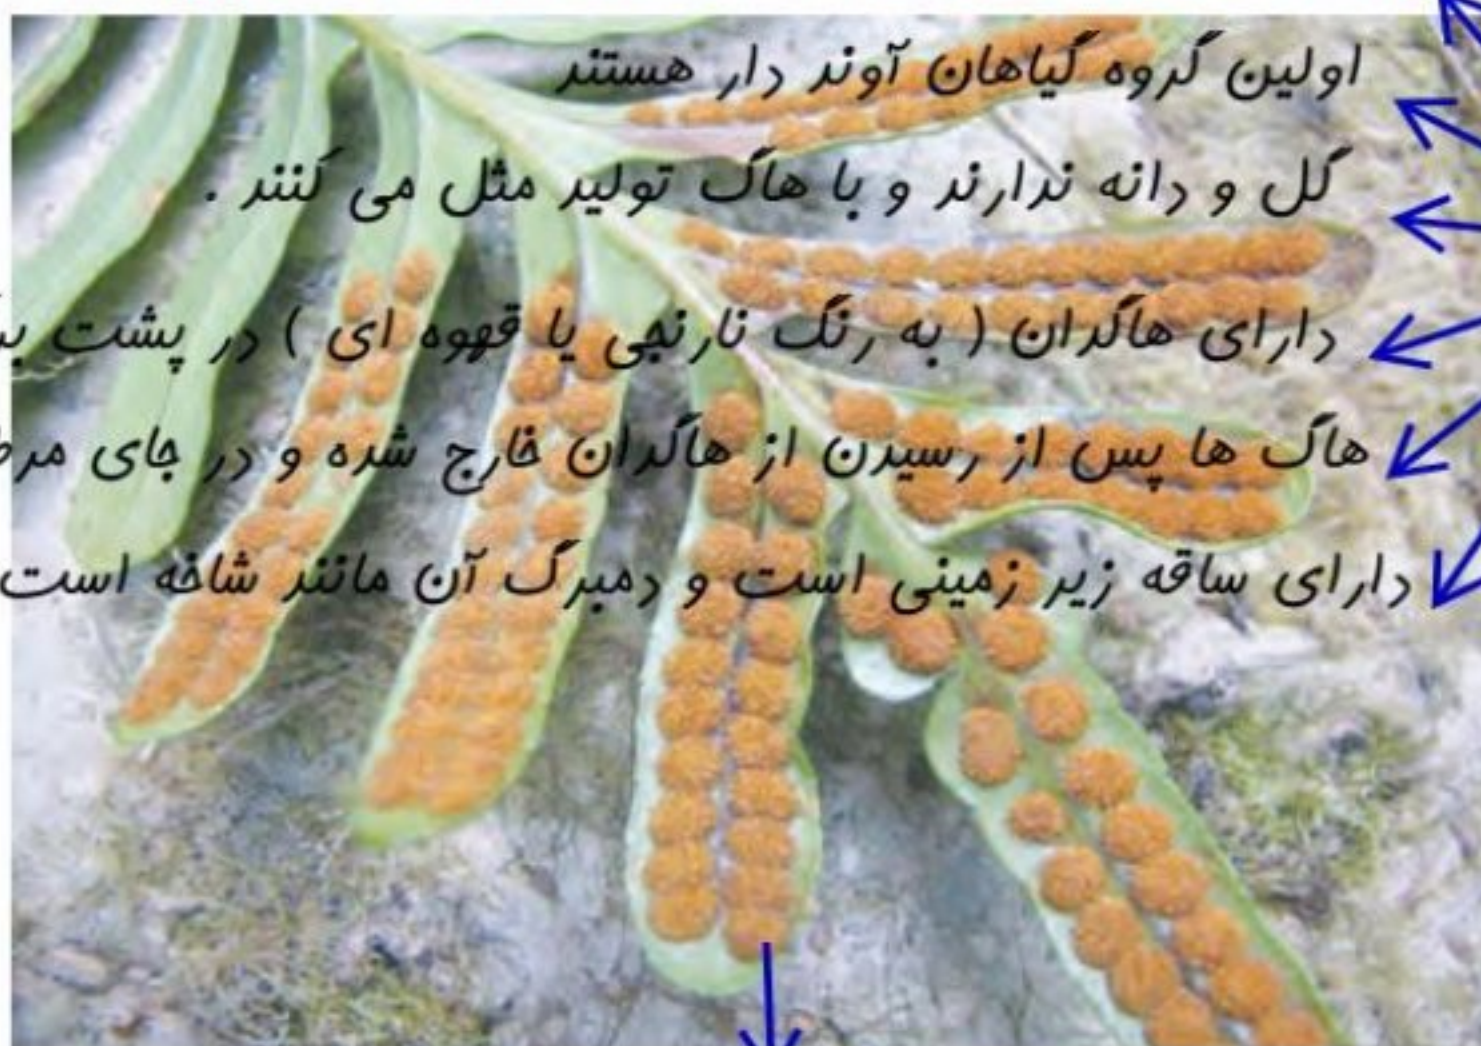 اولین گروه گیاهان آوند دار هستند
گل و دانه ندارند و با هاگ تولید مثل می کنند .
دارای هاگدان ( به رنگ نارنجی یا قهوه ای ) در پشت
هاگ ها پس از رسیدن از هاگدان خارج شده و در جای
دارای ساقه زیر زمینی است و دمبرگ آن مانند شاخه است